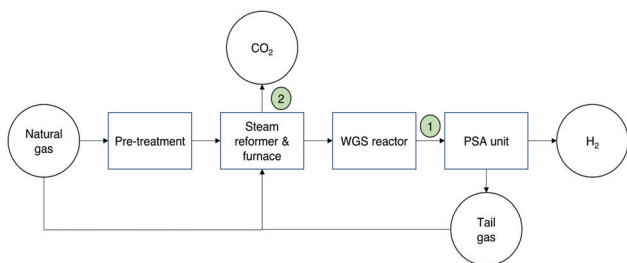 CO₂
2
Natural
gas
Pre-treatment
Steam
reformer &
furnace
WGS reactor
1
PSA unit
H₂
Tail
gas